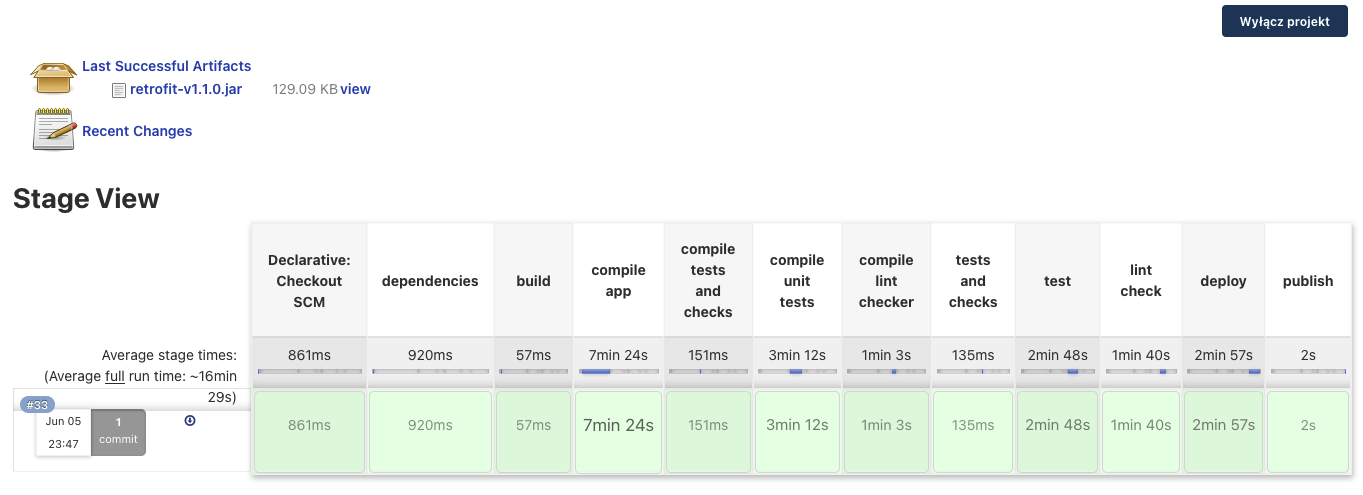 Wyłącz projekt
Last Successful Artifacts
retrofit-v1.1.0.jar 129.09 KB view
Recent Changes
Stage View
Declarative:
Checkout
SCM
dependencies
build
compile
app
compile
tests
and
checks
compile
unit
tests
compile
lint
checker
tests
and
checks
test
lint
check
deploy
publish
Average stage times:
(Average full run time: ~16min
29s)
861ms 920ms 57ms 7min 24s 151ms 3min 12s 1min 3s 135ms 2min 48s 1min 40s 2min 57s 2s
#33
Jun 05
23:47
1
commit
861ms 920ms 57ms 7min 24s 151ms 3min 12s 1min 3s 135ms 2min 48s 1min 40s 2min 57s 2s